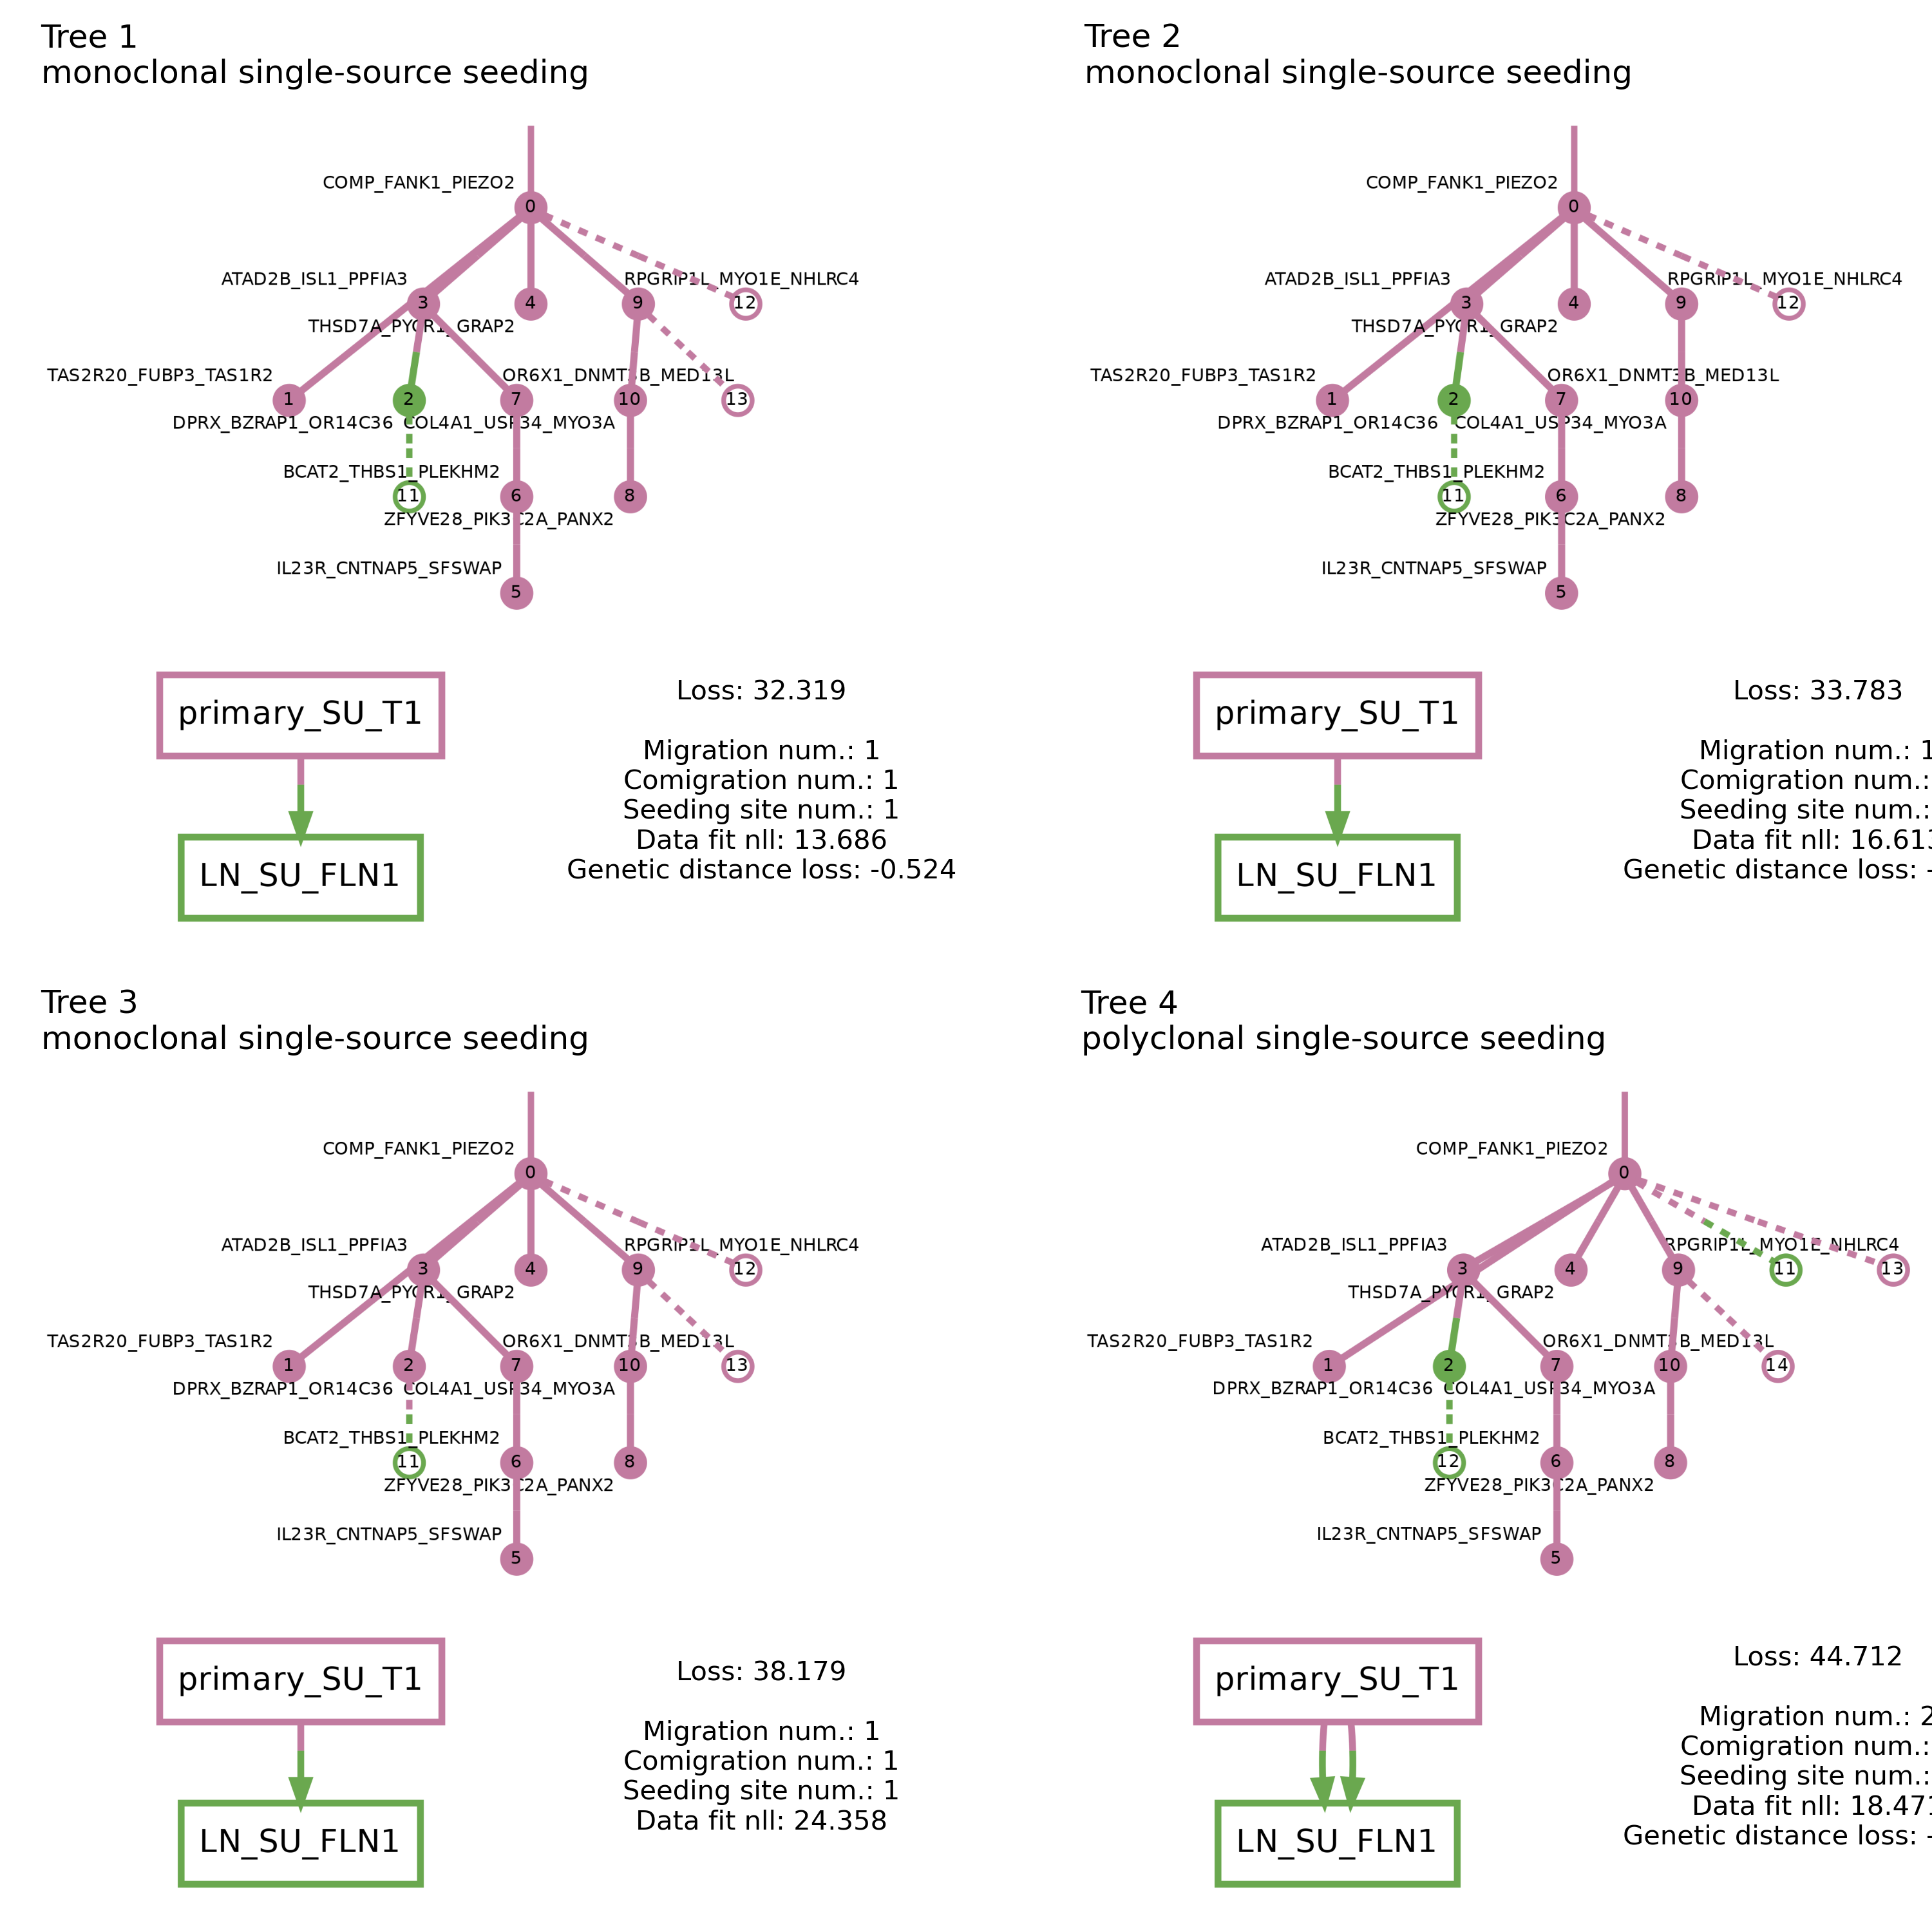 Tree 1
monoclonal single-source seeding
COMP_FANK1_PIEZO2
0
ATAD2B_ISL1_PPFIA3
RPGRIP1L_MYO1E_NHLRC4
3
4
9
12
THSD7A_PYCR1_GRAP2
TAS2R20_FUBP3_TAS1R2
OR6X1_DNMT3B_MED13L
1
2
7
10
13
DPRX_BZRAP1_OR14C36
COL4A1_USP34_MYO3A
BCAT2_THBS1_PLEKHM2
11
6
8
ZFYVE28_PIK3C2A_PANX2
IL23R_CNTNAP5_SFSWAP
5
primary_SU_T1
LN_SU_FLN1
Loss: 32.319
Migration num.: 1
Comigration num.: 1
Seeding site num.: 1
Data fit nll: 13.686
Genetic distance loss: -0.524
Tree 2
monoclonal single-source seeding
COMP_FANK1_PIEZO2
0
ATAD2B_ISL1_PPFIA3
RPGRIP1L_MYO1E_NHLRC4
3
4
9
12
THSD7A_PYCR1_GRAP2
TAS2R20_FUBP3_TAS1R2
OR6X1_DNMT3B_MED13L
1
2
7
10
DPRX_BZRAP1_OR14C36
COL4A1_USP34_MYO3A
BCAT2_THBS1_PLEKHM2
11
6
8
ZFYVE28_PIK3C2A_PANX2
IL23R_CNTNAP5_SFSWAP
5
primary_SU_T1
LN_SU_FLN1
Loss: 33.783
Migration num.: 1
Comigration num.:
Seeding site num.:
Data fit nll: 16.613
Genetic distance loss: -
Tree 3
monoclonal single-source seeding
COMP_FANK1_PIEZO2
0
ATAD2B_ISL1_PPFIA3
RPGRIP1L_MYO1E_NHLRC4
3
4
9
12
THSD7A_PYCR1_GRAP2
TAS2R20_FUBP3_TAS1R2
OR6X1_DNMT3B_MED13L
1
2
7
10
13
DPRX_BZRAP1_OR14C36
COL4A1_USP34_MYO3A
BCAT2_THBS1_PLEKHM2
11
6
8
ZFYVE28_PIK3C2A_PANX2
IL23R_CNTNAP5_SFSWAP
5
primary_SU_T1
LN_SU_FLN1
Loss: 38.179
Migration num.: 1
Comigration num.: 1
Seeding site num.: 1
Data fit nll: 24.358
Tree 4
polyclonal single-source seeding
COMP_FANK1_PIEZO2
0
ATAD2B_ISL1_PPFIA3
RPGRIP1L_MYO1E_NHLRC4
3
4
9
11
13
THSD7A_PYCR1_GRAP2
TAS2R20_FUBP3_TAS1R2
OR6X1_DNMT3B_MED13L
1
2
7
10
14
DPRX_BZRAP1_OR14C36
COL4A1_USP34_MYO3A
BCAT2_THBS1_PLEKHM2
12
6
8
ZFYVE28_PIK3C2A_PANX2
IL23R_CNTNAP5_SFSWAP
5
primary_SU_T1
LN_SU_FLN1
Loss: 44.712
Migration num.: 2
Comigration num.:
Seeding site num.:
Data fit nll: 18.471
Genetic distance loss: -